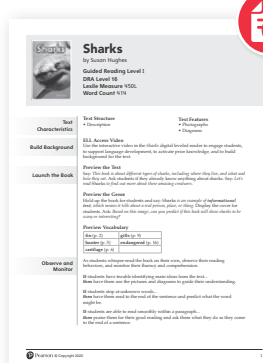 Sharks
Sharks
by Susan Hughes
Guided Reading Level I
DRA Level 16
Lexile Measure 450L
Word Count 414
Text Characteristics
Text Structure
• Description
Text Features
• Photographs
• Diagrams
Build Background
ELL Access Video
Use the interactive video in the Sharks digital leveled reader to engage students,
to support language development, to activate prior knowledge, and to build
background for the text.
Launch the Book
Preview the Text
Say: This book is about different types of sharks, including where they live, and what and
how they eat. Ask students if they already know anything about sharks. Say: Let's
read Sharks to find out more about these amazing creatures.
Preview the Genre
Hold up the book for students and say: Sharks is an example of informational
text, which means it tells about a real person, place, or thing. Display the cover for
students. Ask: Based on this image, can you predict if this book will show sharks to be
scary or interesting?
Preview Vocabulary
fin (p. 2)
gills (p. 9)
hunter (p. 5)
endangered (p. 16)
cartilage (p. 6)
Observe and Monitor
As students whisper-read the book on their own, observe their reading
behaviors, and monitor their fluency and comprehension.
If students have trouble identifying main ideas from the text...
then have them use the pictures and diagrams to guide their understanding.
If students stop at unknown words...
then have them read to the end of the sentence and predict what the word
might be.
If students are able to read smoothly within a paragraph...
then praise them for their good reading and ask them what they do as they come
to the end of a sentence
Pearson © Copyright 2020
1